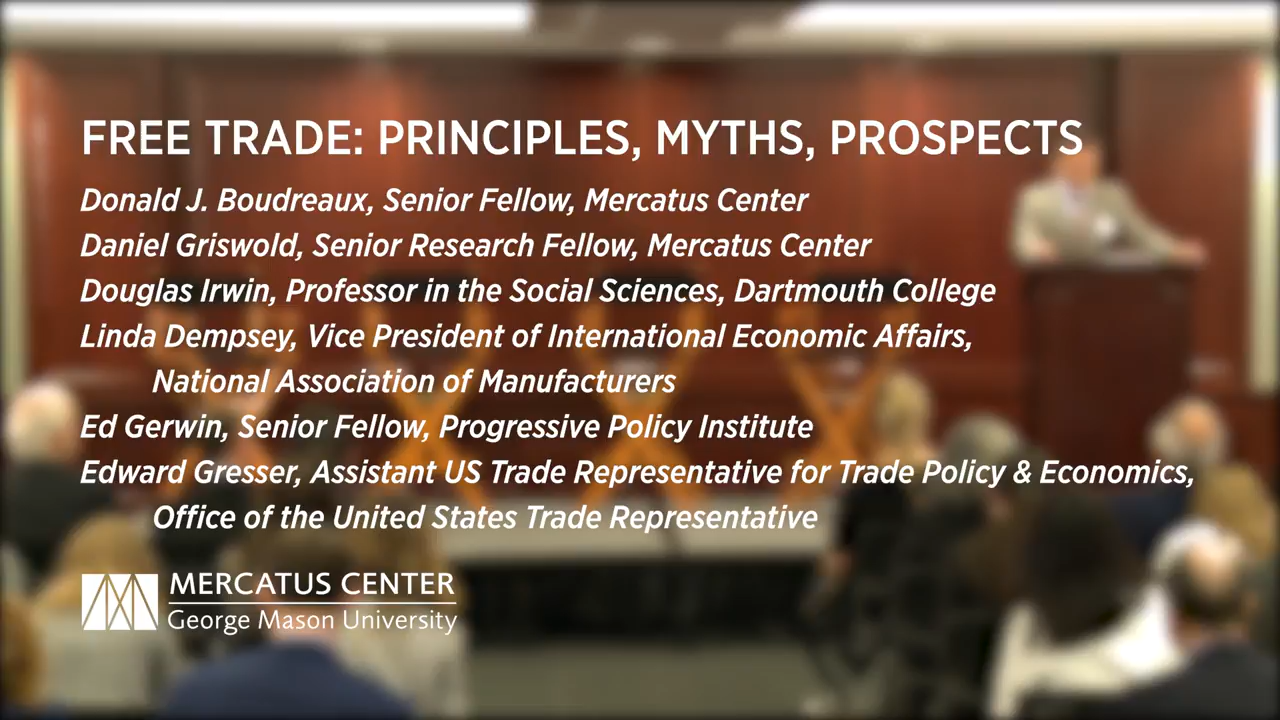 FREE TRADE: PRINCIPLES, MYTHS, PROSPECTS
Donald J. Boudreaux, Senior Fellow, Mercatus Center
Daniel Griswold, Senior Research Fellow, Mercatus Center
Douglas Irwin, Professor in the Social Sciences, Dartmouth College
Linda Dempsey, Vice President of International Economic Affairs,
National Association of Manufacturers
Ed Gerwin, Senior Fellow, Progressive Policy Institute
Edward Gresser, Assistant US Trade Representative for Trade Policy & Economics,
Office of the United States Trade Representative
MERCATUS CENTER
George Mason University